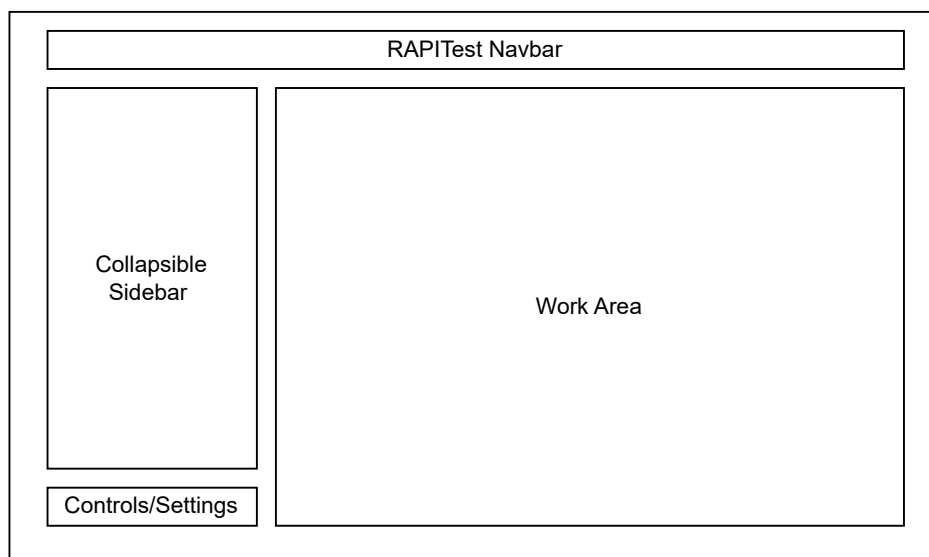 RAPITest Navbar
Collapsible
Sidebar
Work Area
Controls/Settings